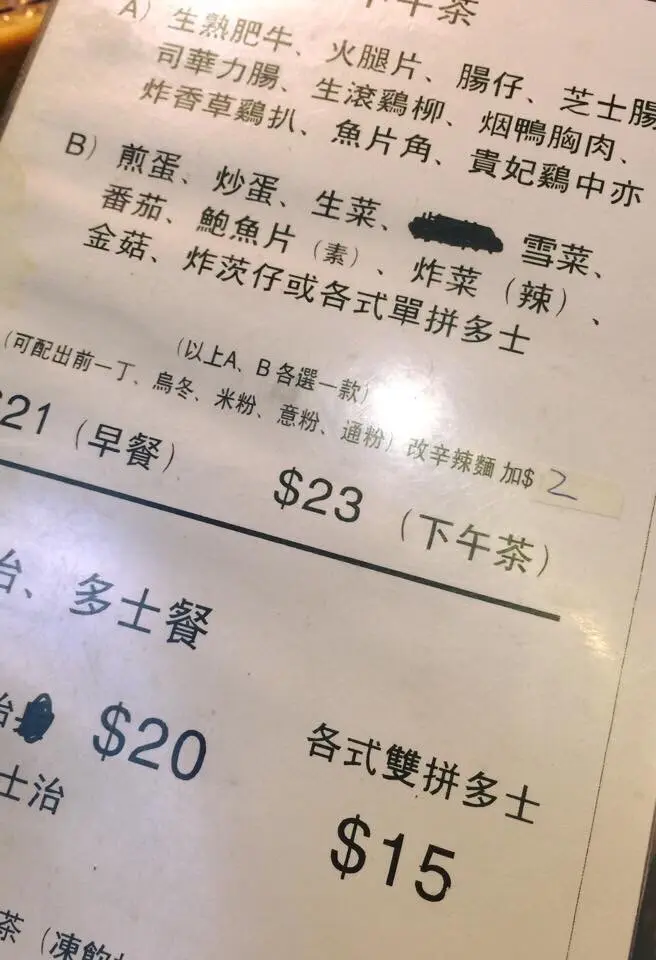 下午茶
A) 生熟肥牛、火腿片、腸仔、芝士腸
司華力腸、生滾鷄柳、烟鴨胸肉、
炸香草鷄扒、魚片角、貴妃鷄中亦
B) 煎蛋、炒蛋、生菜、 雪菜、
番茄、鮑魚片（素）、炸菜（辣）、
金菇、炸茨仔或各式單拼多士
(以上A、B各選一款)
(可配出前一丁、烏冬、米粉、意粉、通粉) 改辛辣麵 加$ 2
$21（早餐） $23（下午茶）
治、多士餐
治 $20
各式雙拼多士
士治
$15
茶（凍飲